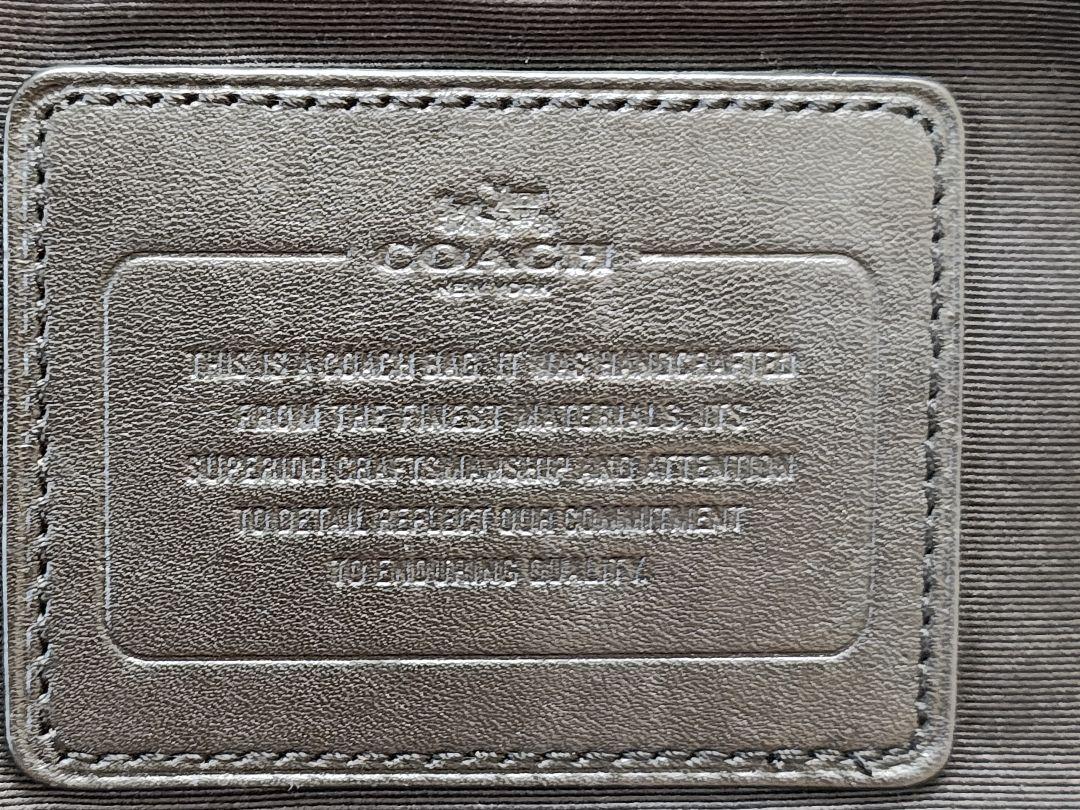 COACH
NEW YORK
THIS IS A COACH BAG. IT WAS HANDCRAFTED
FROM THE FINEST MATERIALS. ITS
SUPERIOR CRAFTSMANSHIP AND ATTENTION
TO DETAIL REFLECT OUR COMMITMENT
TO ENDURING QUALITY.